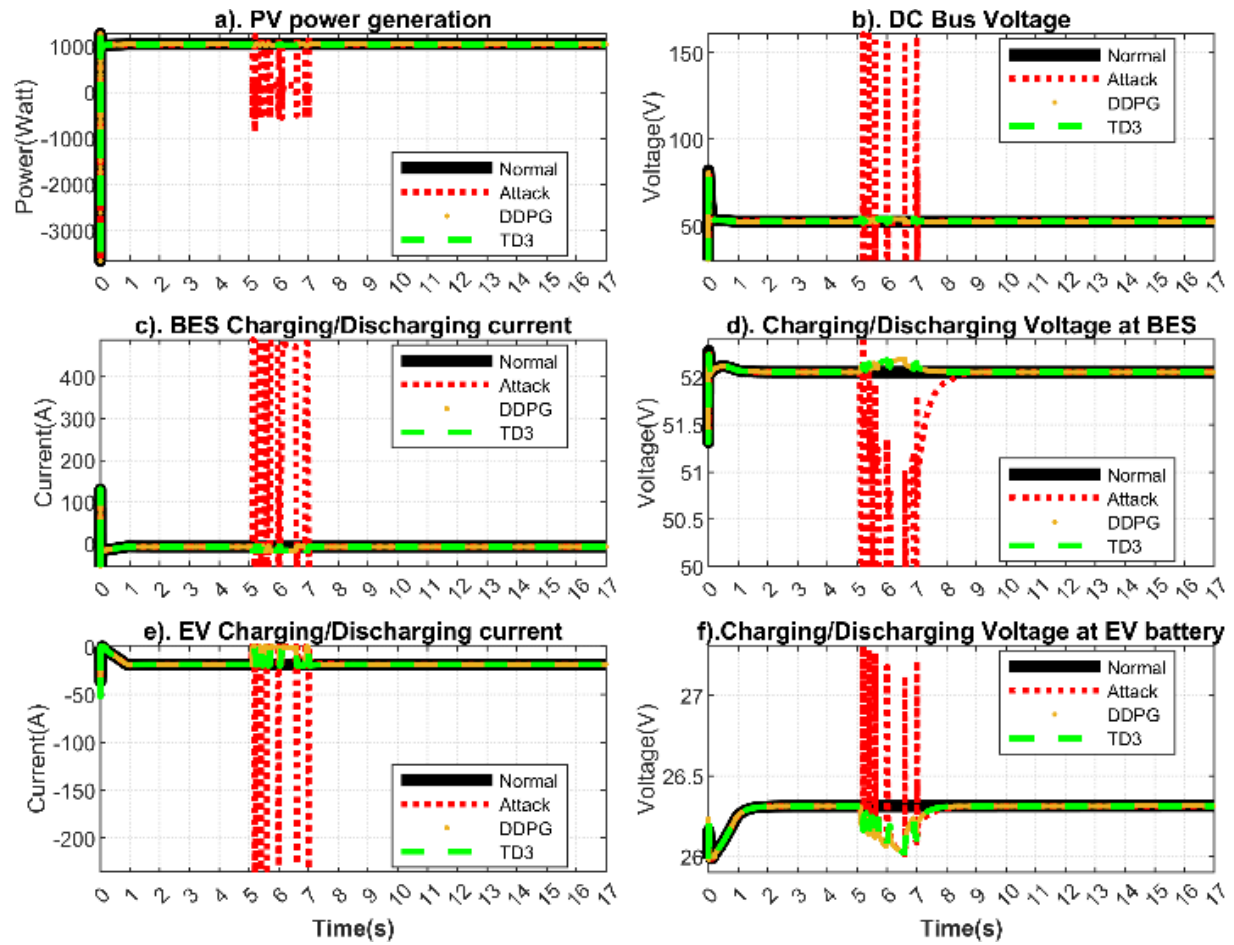 a). PV power generation
Power(Watt)
1000
0
-1000
-2000
-3000
Normal
Attack
DDPG
TD3
0 1 2 3 4 5 6 7 8 9 10 11 12 13 14 15 16 17
b). DC Bus Voltage
Voltage(V)
150
100
50
Normal
Attack
DDPG
TD3
0 1 2 3 4 5 6 7 8 9 10 11 12 13 14 15 16 17
c). BES Charging/Discharging current
Current(A)
400
300
200
100
0
Normal
Attack
DDPG
TD3
0 1 2 3 4 5 6 7 8 9 10 11 12 13 14 15 16 17
d). Charging/Discharging Voltage at BES
Voltage(V)
52
51.5
51
50.5
50
Normal
Attack
DDPG
TD3
0 1 2 3 4 5 6 7 8 9 10 11 12 13 14 15 16 17
e). EV Charging/Discharging current
Current(A)
0
-50
-100
-150
-200
Normal
Attack
DDPG
TD3
0 1 2 3 4 5 6 7 8 9 10 11 12 13 14 15 16 17
Time(s)
f).Charging/Discharging Voltage at EV battery
Voltage(V)
27
26.5
26
Normal
Attack
DDPG
TD3
0 1 2 3 4 5 6 7 8 9 10 11 12 13 14 15 16 17
Time(s)